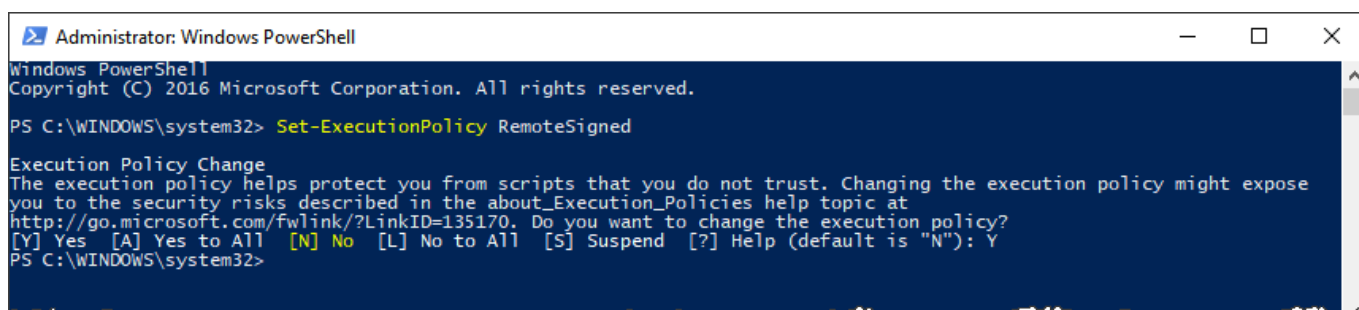 Administrator: Windows PowerShell
Windows PowerShell
Copyright (C) 2016 Microsoft Corporation. All rights reserved.
PS C:\WINDOWS\system32> Set-ExecutionPolicy RemoteSigned
Execution Policy Change
The execution policy helps protect you from scripts that you do not trust. Changing the execution policy might expose
you to the security risks described in the about_Execution_Policies help topic at
http://go.microsoft.com/fwlink/?LinkID=135170. Do you want to change the execution policy?
[Y] Yes  [A] Yes to All  [N] No  [L] No to All  [S] Suspend  [?] Help (default is "N"): Y
PS C:\WINDOWS\system32>